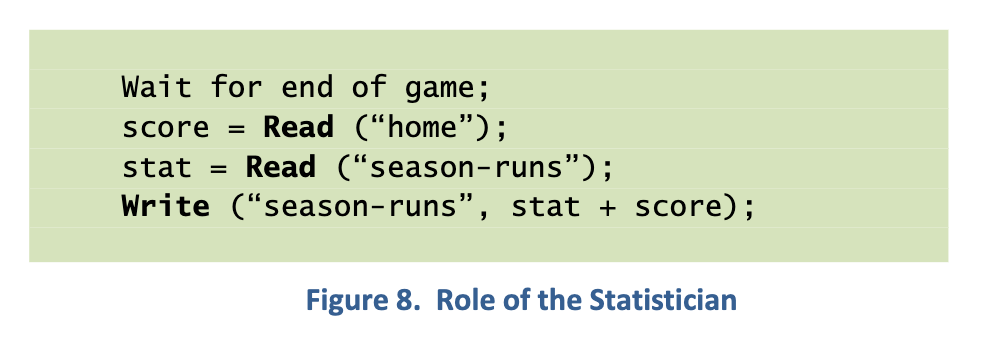 Wait for end of game;
score = Read (“home”);
stat = Read (“season-runs”);
Write (“season-runs”, stat + score);
Figure 8. Role of the Statistician